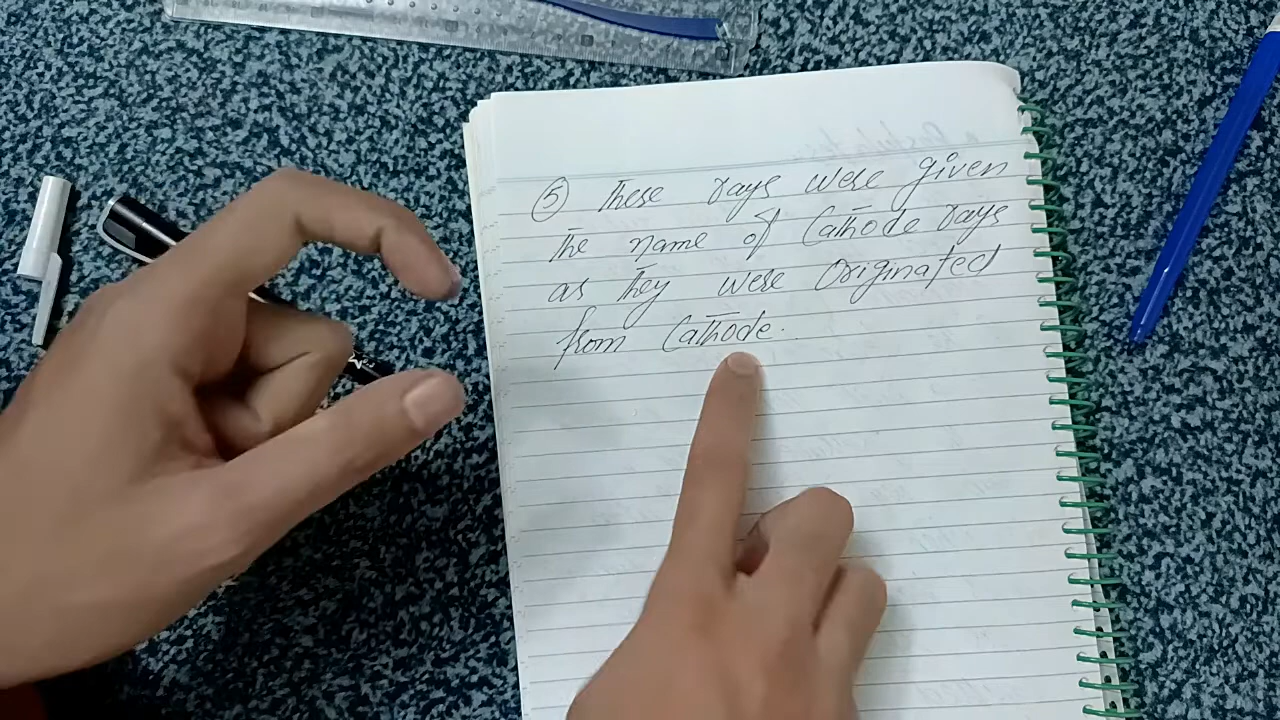 ⑤ These rays were given
the name of Cathode rays
as they were Originated
from Cathode.